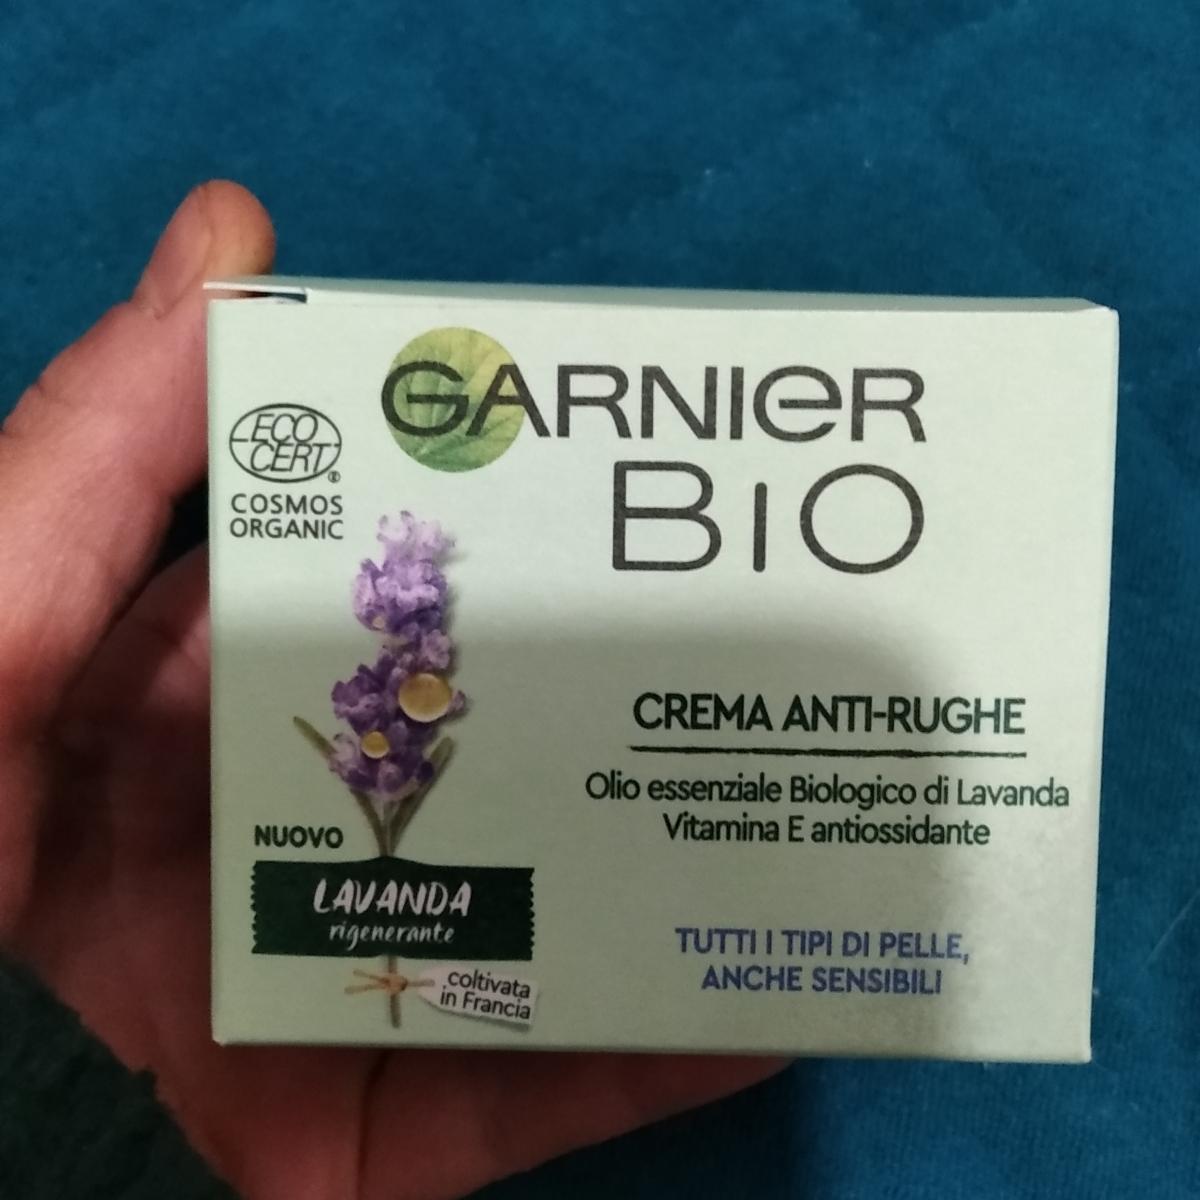 GARNIER
BIO
ECO
CERT®
COSMOS
ORGANIC
CREMA ANTI-RUGHE
Olio essenziale Biologico di Lavanda
Vitamina E antiossidante
NUOVO
LAVANDA
rigenerante
coltivata
in Francia
TUTTI I TIPI DI PELLE,
ANCHE SENSIBILI